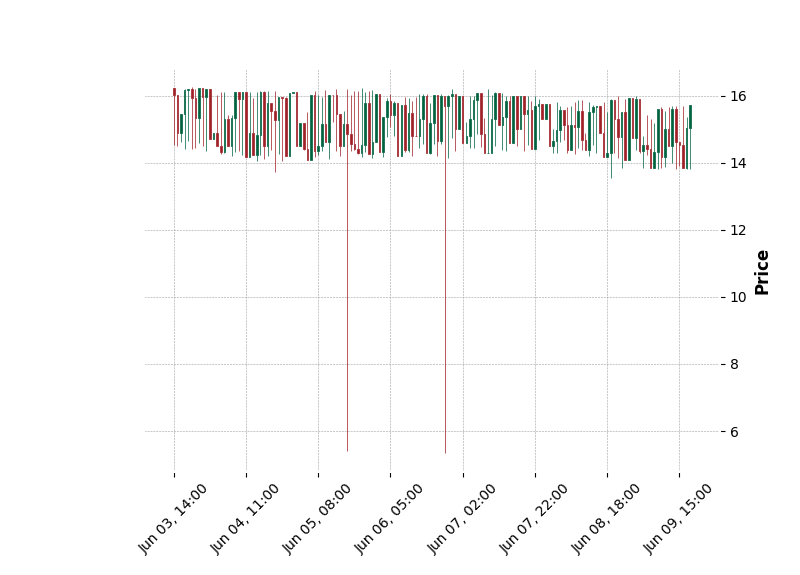 16
14
12
10
8
6
Price
Jun 03, 14:00
Jun 04, 11:00
Jun 05, 08:00
Jun 06, 05:00
Jun 07, 02:00
Jun 07, 22:00
Jun 08, 18:00
Jun 09, 15:00